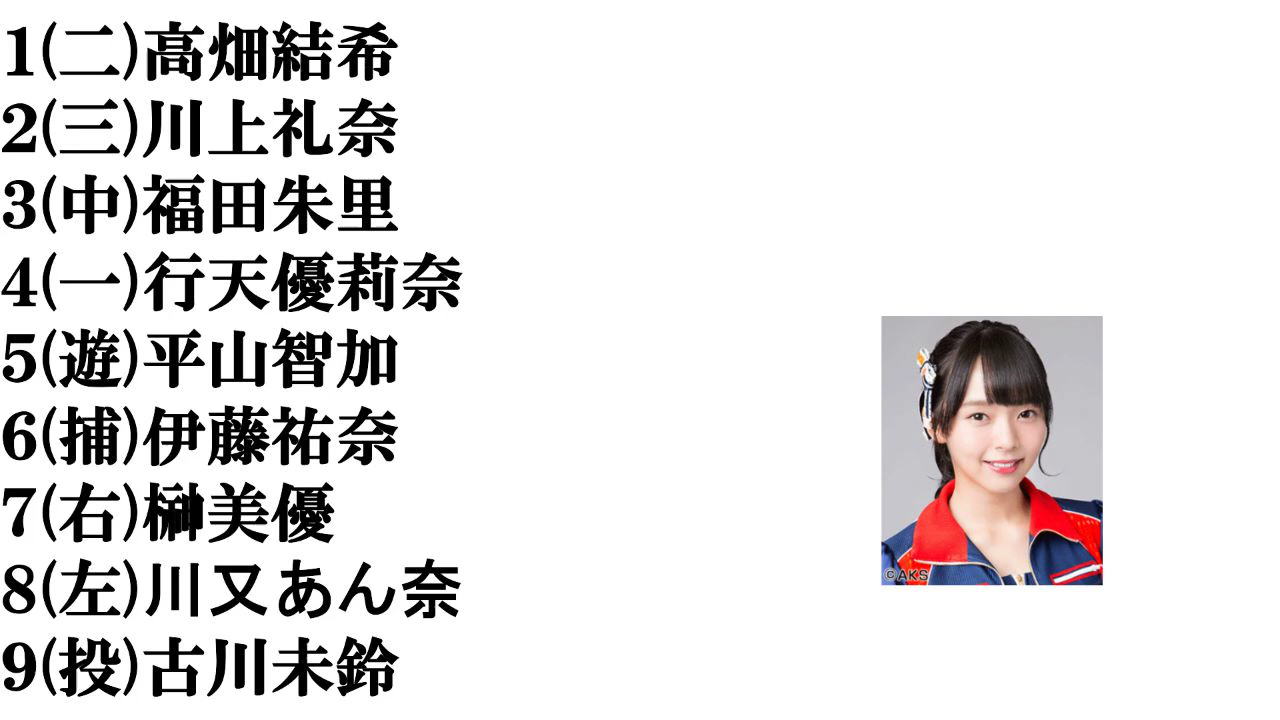 1(二)高畑結希
2(三)川上礼奈
3(中)福田朱里
4(一)行天優莉奈
5(遊)平山智加
6(捕)伊藤祐奈
7(右)榊美優
8(左)川又あん奈
9(投)古川未鈴
©AKS